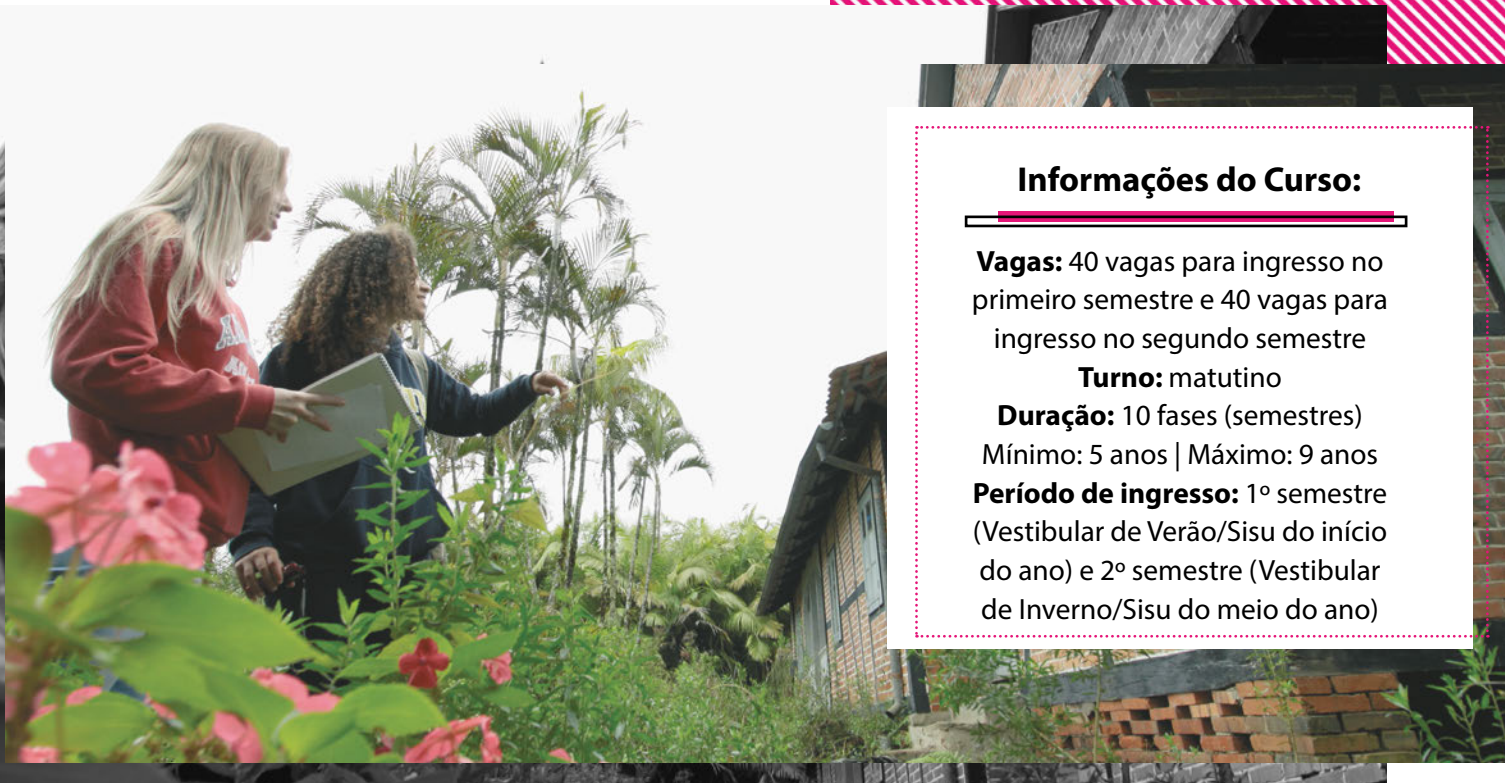 Informações do Curso:
Vagas: 40 vagas para ingresso no
primeiro semestre e 40 vagas para
ingresso no segundo semestre
Turno: matutino
Duração: 10 fases (semestres)
Mínimo: 5 anos | Máximo: 9 anos
Período de ingresso: 1º semestre
(Vestibular de Verão/Sisu do início
do ano) e 2º semestre (Vestibular
de Inverno/Sisu do meio do ano)